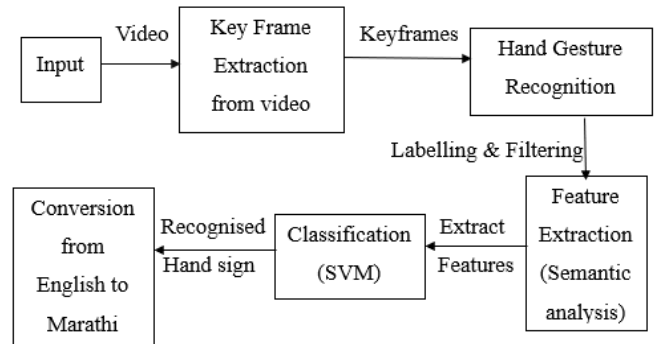 Input
Video
Key Frame
Extraction
from video
Keyframes
Hand Gesture
Recognition
Labelling & Filtering
Feature
Extraction
(Semantic
analysis)
Extract
Features
Classification
(SVM)
Recognised
Hand sign
Conversion
from
English to
Marathi